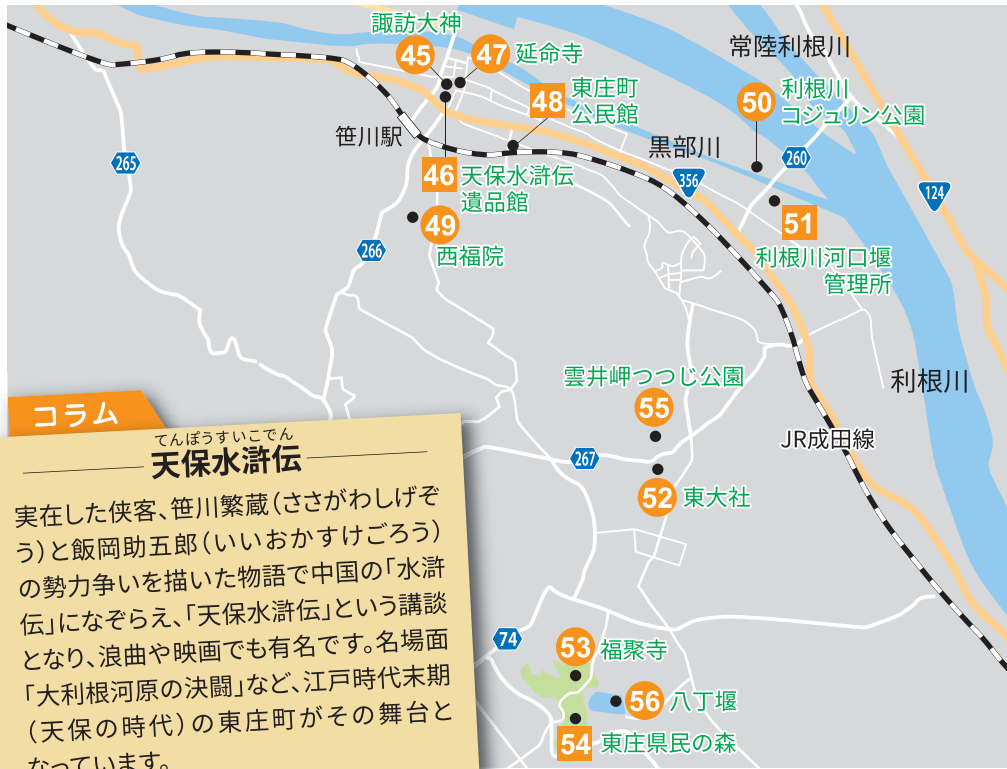 諏訪大神
45
47
延命寺
48
東庄町
公民館
常陸利根川
50
利根川
コジュリン公園
笹川駅
265
46
天保水滸伝
遺品館
黒部川
356
260
124
49
西福院
266
51
利根川河口堰
管理所
雲井岬つつじ公園
55
利根川
JR成田線
267
52
東大社
74
53
福聚寺
56
八丁堰
54
東庄県民の森
コラム
てんぽうすいこでん
天保水滸伝
実在した侠客、笹川繁蔵(ささがわしげぞ
う)と飯岡助五郎(いいおかすけごろう)
の勢力争いを描いた物語で中国の「水滸
伝」になぞらえ、「天保水滸伝」という講談
となり、浪曲や映画でも有名です。名場面
「大利根河原の決闘」など、江戸時代末期
(天保の時代)の東庄町がその舞台と
なっています。